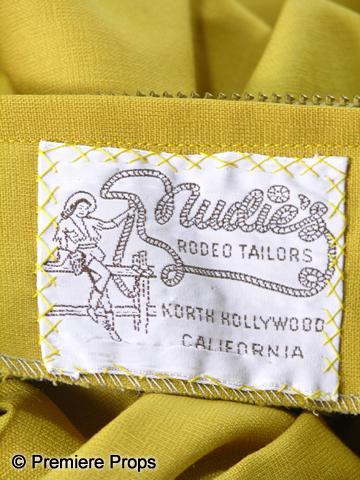 Nudie's
RODEO TAILORS
NORTH HOLLYWOOD
CALIFORNIA
© Premiere Props